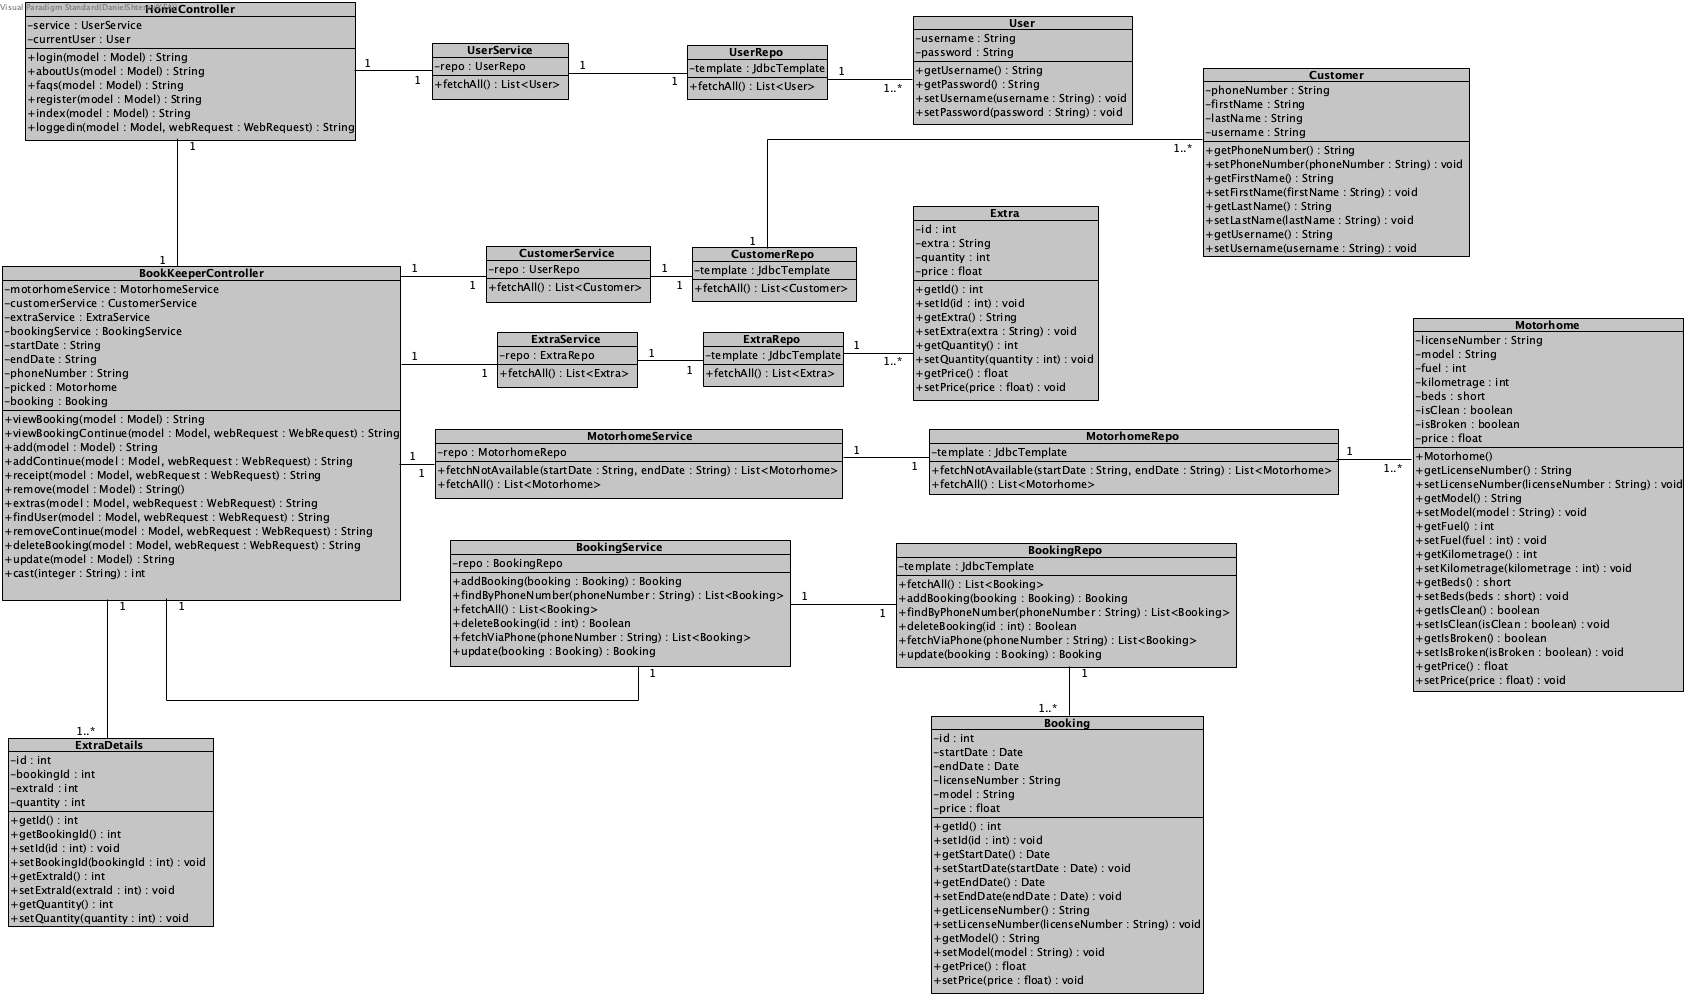 Visual Paradigm Standard(Daniel
HomeController
-service : UserService
-currentUser : User
+login(model : Model) : String
+aboutUs(model : Model) : String
+faqs(model : Model) : String
+register(model : Model) : String
+index(model : Model) : String
+loggedin(model : Model, webRequest : WebRequest) : String
1
1
UserService
-repo : UserRepo
+fetchAll() : List<User>
1
1
UserRepo
-template : JdbcTemplate
+fetchAll() : List<User>
1
1..*
User
-username : String
-password : String
+getUsername() : String
+getPassword() : String
+setUsername(username : String) : void
+setPassword(password : String) : void
Customer
-phoneNumber : String
-firstName : String
-lastName : String
-username : String
+getPhoneNumber() : String
+setPhoneNumber(phoneNumber : String) : void
+getFirstName() : String
+setFirstName(firstName : String) : void
+getLastName() : String
+setLastName(lastName : String) : void
+getUsername() : String
+setUsername(username : String) : void
1..*
1
1
1
BookKeeperController
-motorhomeService : MotorhomeService
-customerService : CustomerService
-extraService : ExtraService
-bookingService : BookingService
-startDate : String
-endDate : String
-phoneNumber : String
-picked : Motorhome
-booking : Booking
+viewBooking(model : Model) : String
+viewBookingContinue(model : Model, webRequest : WebRequest) : String
+add(model : Model) : String
+addContinue(model : Model, webRequest : WebRequest) : String
+receipt(model : Model, webRequest : WebRequest) : String
+remove(model : Model) : String()
+extras(model : Model, webRequest : WebRequest) : String
+findUser(model : Model, webRequest : WebRequest) : String
+removeContinue(model : Model, webRequest : WebRequest) : String
+deleteBooking(model : Model, webRequest : WebRequest) : String
+update(model : Model) : String
+cast(integer : String) : int
1
1
CustomerService
-repo : UserRepo
+fetchAll() : List<Customer>
1
1
CustomerRepo
-template : JdbcTemplate
+fetchAll() : List<Customer>
1
1
ExtraService
-repo : ExtraRepo
+fetchAll() : List<Extra>
1
1
ExtraRepo
-template : JdbcTemplate
+fetchAll() : List<Extra>
1
1..*
Extra
-id : int
-extra : String
-quantity : int
-price : float
+getId() : int
+setId(id : int) : void
+getExtra() : String
+setExtra(extra : String) : void
+getQuantity() : int
+setQuantity(quantity : int) : void
+getPrice() : float
+setPrice(price : float) : void
1
1
MotorhomeService
-repo : MotorhomeRepo
+fetchNotAvailable(startDate : String, endDate : String) : List<Motorhome>
+fetchAll() : List<Motorhome>
1
1
MotorhomeRepo
-template : JdbcTemplate
+fetchNotAvailable(startDate : String, endDate : String) : List<Motorhome>
+fetchAll() : List<Motorhome>
1
1..*
Motorhome
-licenseNumber : String
-model : String
-fuel : int
-kilometrage : int
-beds : short
-isClean : boolean
-isBroken : boolean
-price : float
+Motorhome()
+getLicenseNumber() : String
+setLicenseNumber(licenseNumber : String) : void
+getModel() : String
+setModel(model : String) : void
+getFuel() : int
+setFuel(fuel : int) : void
+getKilometrage() : int
+setKilometrage(kilometrage : int) : void
+getBeds() : short
+setBeds(beds : short) : void
+getIsClean() : boolean
+setIsClean(isClean : boolean) : void
+getIsBroken() : boolean
+setIsBroken(isBroken : boolean) : void
+getPrice() : float
+setPrice(price : float) : void
BookingService
-repo : BookingRepo
+addBooking(booking : Booking) : Booking
+findByPhoneNumber(phoneNumber : String) : List<Booking>
+fetchAll() : List<Booking>
+deleteBooking(id : int) : Boolean
+fetchViaPhone(phoneNumber : String) : List<Booking>
+update(booking : Booking) : Booking
1
1
BookingRepo
-template : JdbcTemplate
+fetchAll() : List<Booking>
+addBooking(booking : Booking) : Booking
+findByPhoneNumber(phoneNumber : String) : List<Booking>
+deleteBooking(id : int) : Boolean
+fetchViaPhone(phoneNumber : String) : List<Booking>
+update(booking : Booking) : Booking
1
1
1
1
1..*
1..*
ExtraDetails
-id : int
-bookingId : int
-extraId : int
-quantity : int
+getId() : int
+getBookingId() : int
+setId(id : int) : void
+setBookingId(bookingId : int) : void
+getExtraId() : int
+setExtraId(extraId : int) : void
+getQuantity() : int
+setQuantity(quantity : int) : void
Booking
-id : int
-startDate : Date
-endDate : Date
-licenseNumber : String
-model : String
-price : float
+getId() : int
+setId(id : int) : void
+getStartDate() : Date
+setStartDate(startDate : Date) : void
+getEndDate() : Date
+setEndDate(endDate : Date) : void
+getLicenseNumber() : String
+setLicenseNumber(licenseNumber : String) : void
+getModel() : String
+setModel(model : String) : void
+getPrice() : float
+setPrice(price : float) : void